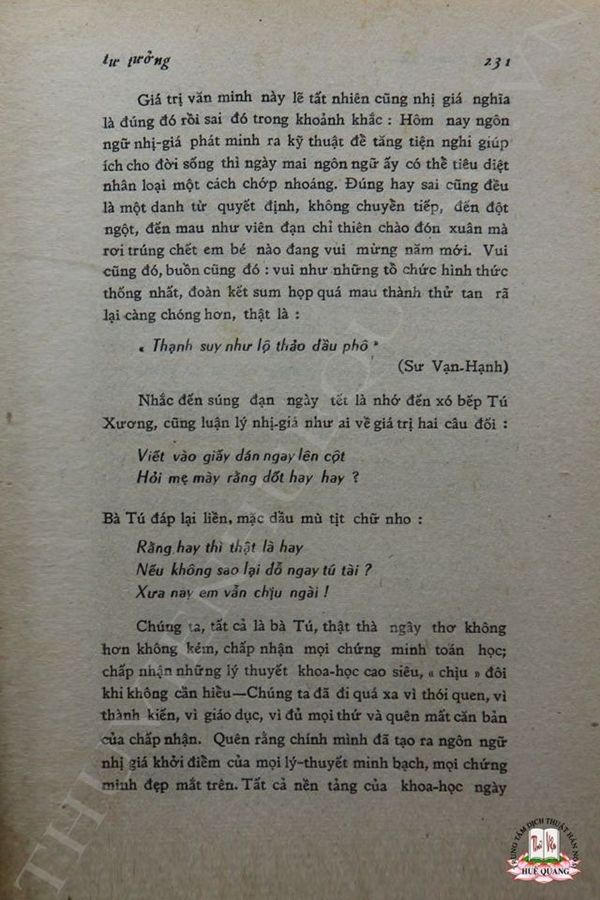 tư tưởng 231
Giá trị văn minh này lẽ tất nhiên cũng nhị giá nghĩa
là đúng đó rồi sai đó trong khoảnh khắc : Hôm nay ngôn
ngữ nhị-giá phát minh ra kỹ thuật để tăng tiện nghi giúp
ích cho đời sống thì ngày mai ngôn ngữ ấy có thể tiêu diệt
nhân loại một cách chớp nhoáng. Đúng hay sai cũng đều
là một danh từ quyết định, không chuyển tiếp, đến đột
ngột, đến mau như viên đạn chỉ thiên chào đón xuân mà
rơi trúng chết em bé nào đang vui mừng năm mới. Vui
cũng đó, buồn cũng đó : vui như những tổ chức hình thức
thống nhất, đoàn kết sum họp quá mau thành thử tan rã
lại càng chóng hơn, thật là :
« Thạnh suy như lộ thảo đầu phô »
(Sư Vạn-Hạnh)
Nhắc đến súng đạn ngày tết là nhớ đến xó bếp Tú
Xương, cũng luận lý nhị-giá như ai về giá trị hai câu đối :
Viết vào giấy dán ngay lên cột
Hỏi mẹ mày rằng dốt hay hay ?
Bà Tú đáp lại liền, mặc dầu mù tịt chữ nho :
Rằng hay thì thật là hay
Nếu không sao lại đỗ ngay tú tài ?
Xưa nay em vẫn chịu ngài !
Chúng ta, tất cả là bà Tú, thật thà ngây thơ không
hơn không kém, chấp nhận mọi chứng minh toán học;
chấp nhận những lý thuyết khoa-học cao siêu, « chịu » đôi
khi không cần hiểu—Chúng ta đã đi quá xa vì thói quen, vì
thành kiến, vì giáo dục, vì đủ mọi thứ và quên mất căn bản
của chấp nhận. Quên rằng chính mình đã tạo ra ngôn ngữ
nhị giá khởi điểm của mọi lý-thuyết minh bạch, mọi chứng
minh đẹp mắt trên. Tất cả nền tảng của khoa-học ngày
TRUNG TÂM DỊCH THUẬT HÁN NÔM
HUỆ QUANG